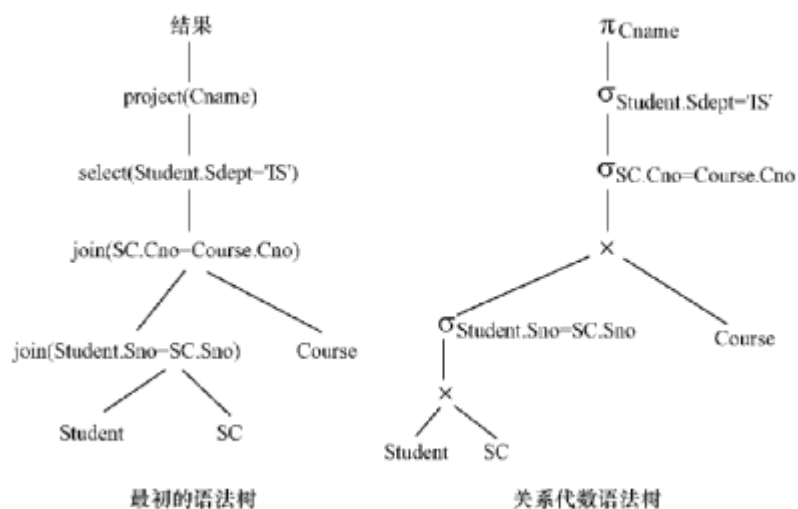 结果
project(Cname)
select(Student.Sdept='IS')
join(SC.Cno=Course.Cno)
join(Student.Sno=SC.Sno)
Course
Student
SC
最初的语法树
πCname
σStudent.Sdept='IS'
σSC.Cno=Course.Cno
×
σStudent.Sno=SC.Sno
Course
×
Student
SC
关系代数语法树